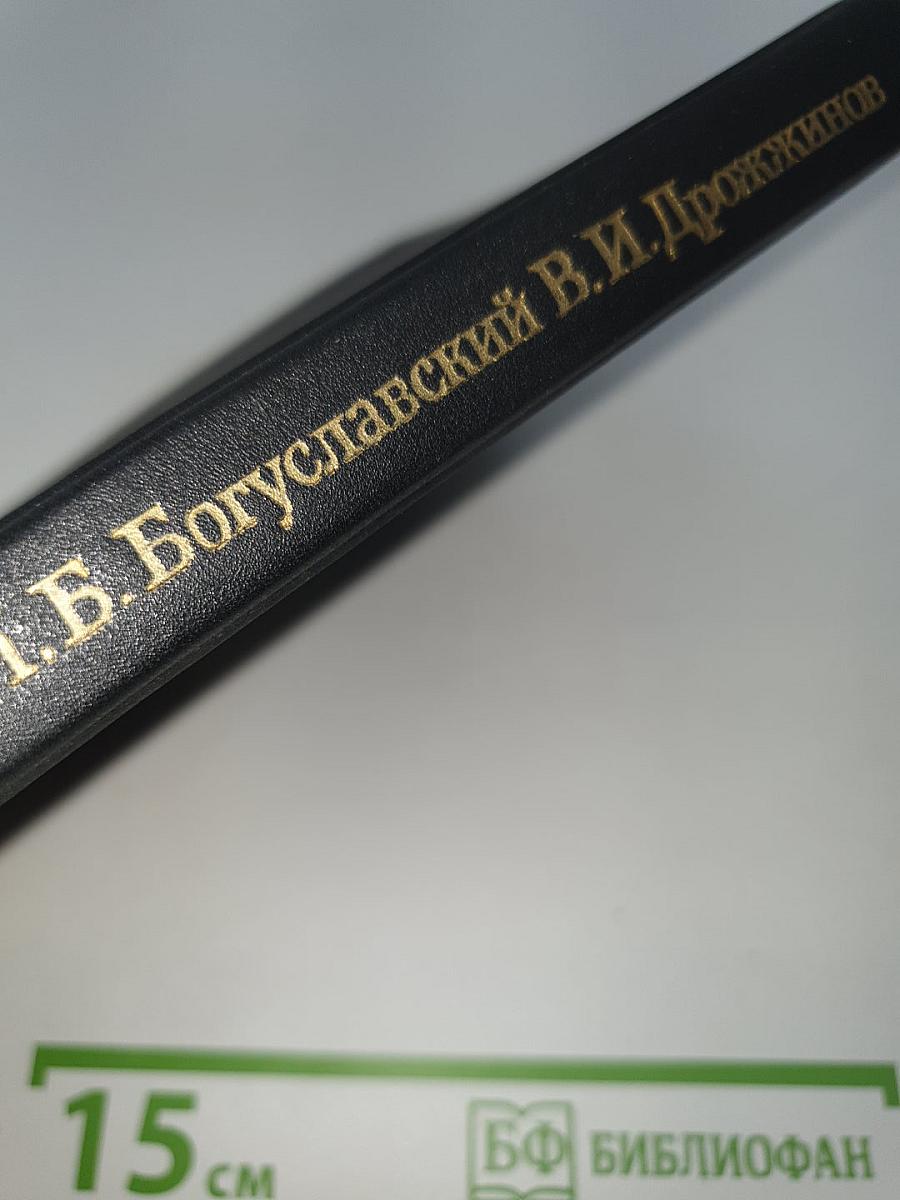 Б. Богуславский В.И. Дрожжинов
15 см
БФ БИБЛИОФАН